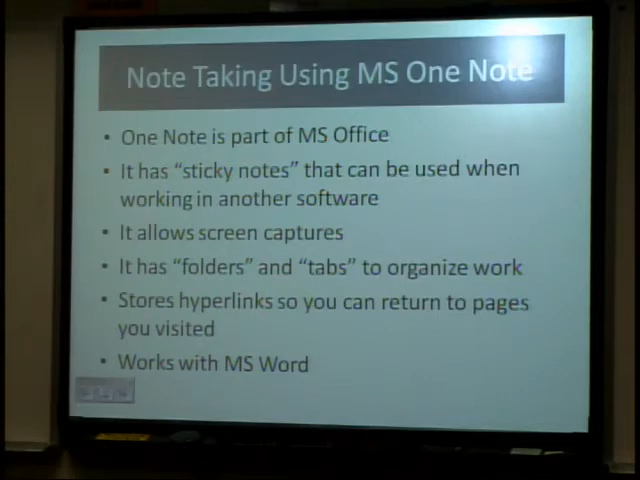 Note Taking Using MS One Note
• One Note is part of MS Office
• It has “sticky notes” that can be used when
working in another software
• It allows screen captures
• It has “folders” and “tabs” to organize work
• Stores hyperlinks so you can return to pages
you visited
• Works with MS Word